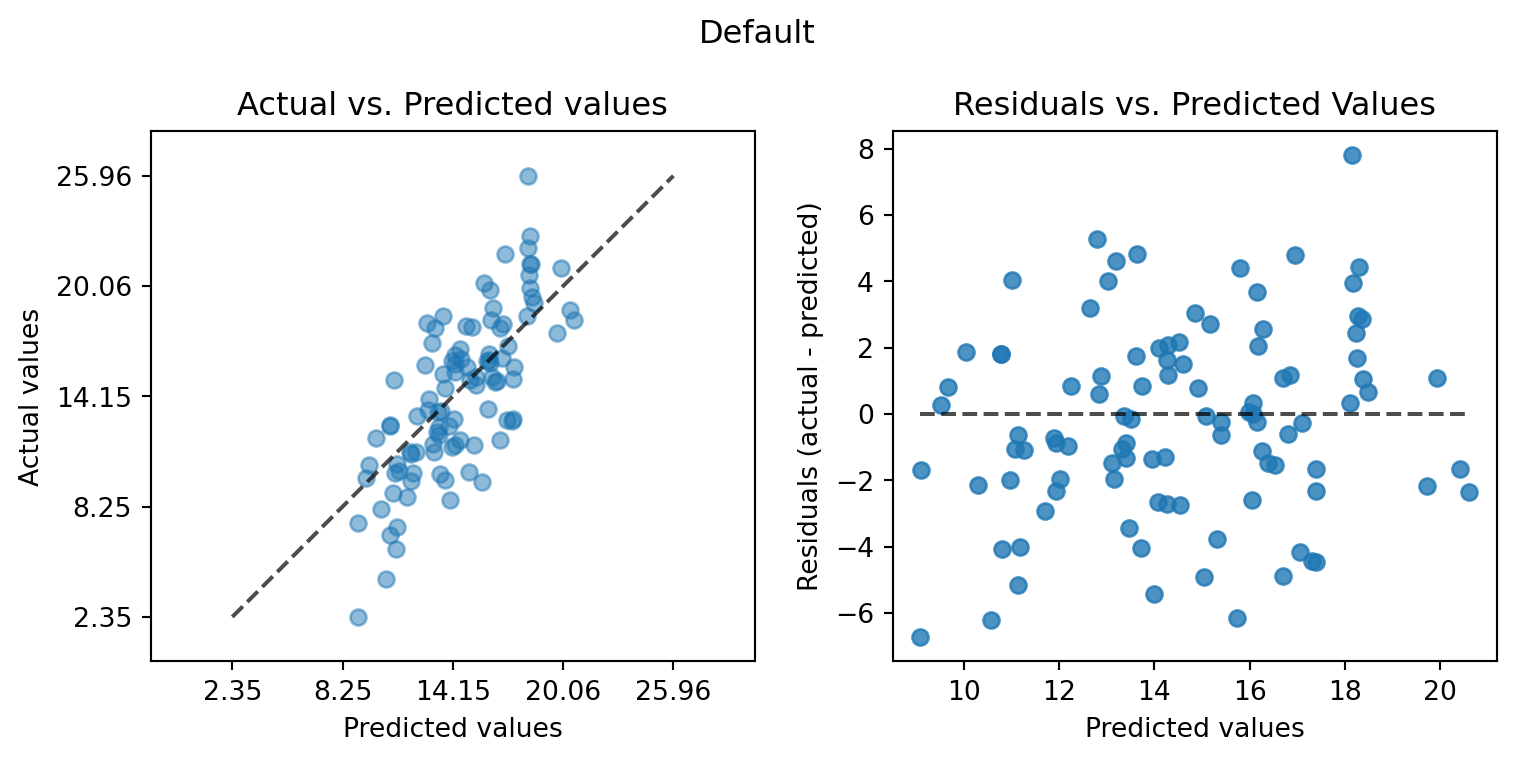 Default
Actual vs. Predicted values
Actual values
25.96
20.06
14.15
8.25
2.35
2.35 8.25 14.15 20.06 25.96
Predicted values
Residuals vs. Predicted Values
Residuals (actual - predicted)
8
6
4
2
0
−2
−4
−6
10 12 14 16 18 20
Predicted values